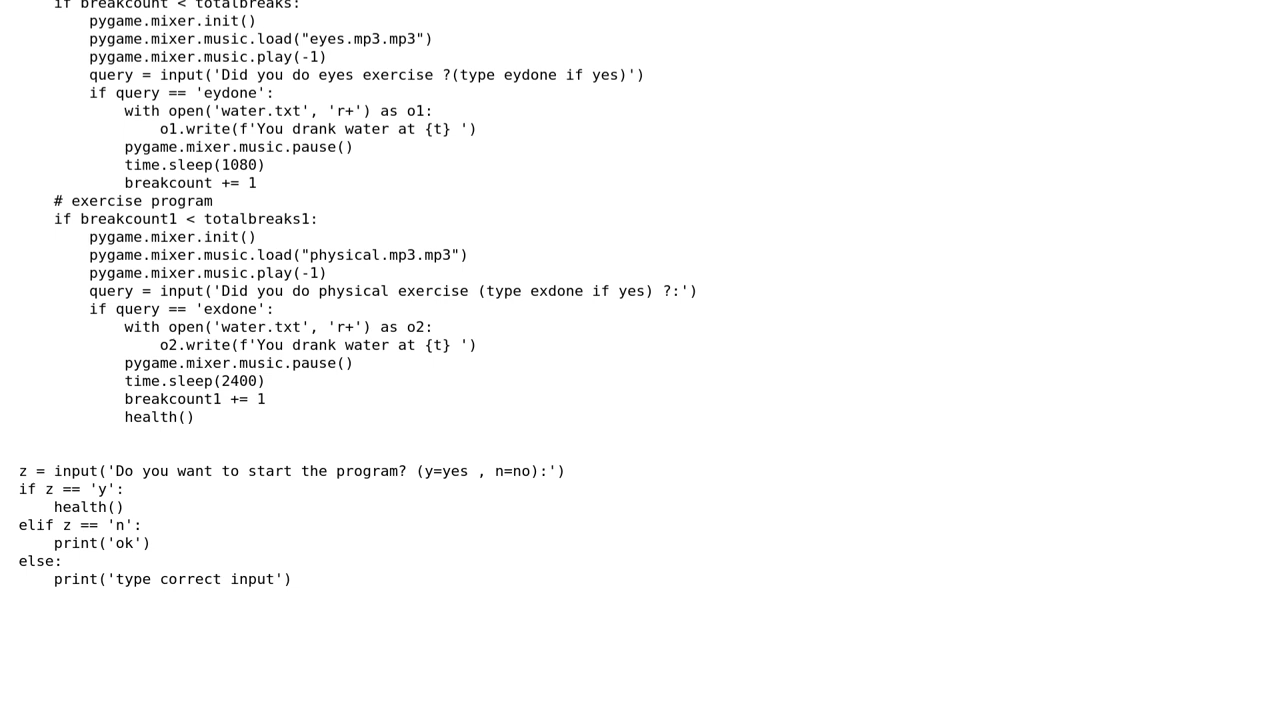 if breakcount < totalbreaks:
        pygame.mixer.init()
        pygame.mixer.music.load("eyes.mp3.mp3")
        pygame.mixer.music.play(-1)
        query = input('Did you do eyes exercise ?(type eydone if yes)')
        if query == 'eydone':
            with open('water.txt', 'r+') as o1:
                o1.write(f'You drank water at {t} ')
            pygame.mixer.music.pause()
            time.sleep(1080)
            breakcount += 1
    # exercise program
    if breakcount1 < totalbreaks1:
        pygame.mixer.init()
        pygame.mixer.music.load("physical.mp3.mp3")
        pygame.mixer.music.play(-1)
        query = input('Did you do physical exercise (type exdone if yes) ?:')
        if query == 'exdone':
            with open('water.txt', 'r+') as o2:
                o2.write(f'You drank water at {t} ')
            pygame.mixer.music.pause()
            time.sleep(2400)
            breakcount1 += 1
            health()


z = input('Do you want to start the program? (y=yes , n=no):')
if z == 'y':
    health()
elif z == 'n':
    print('ok')
else:
    print('type correct input')